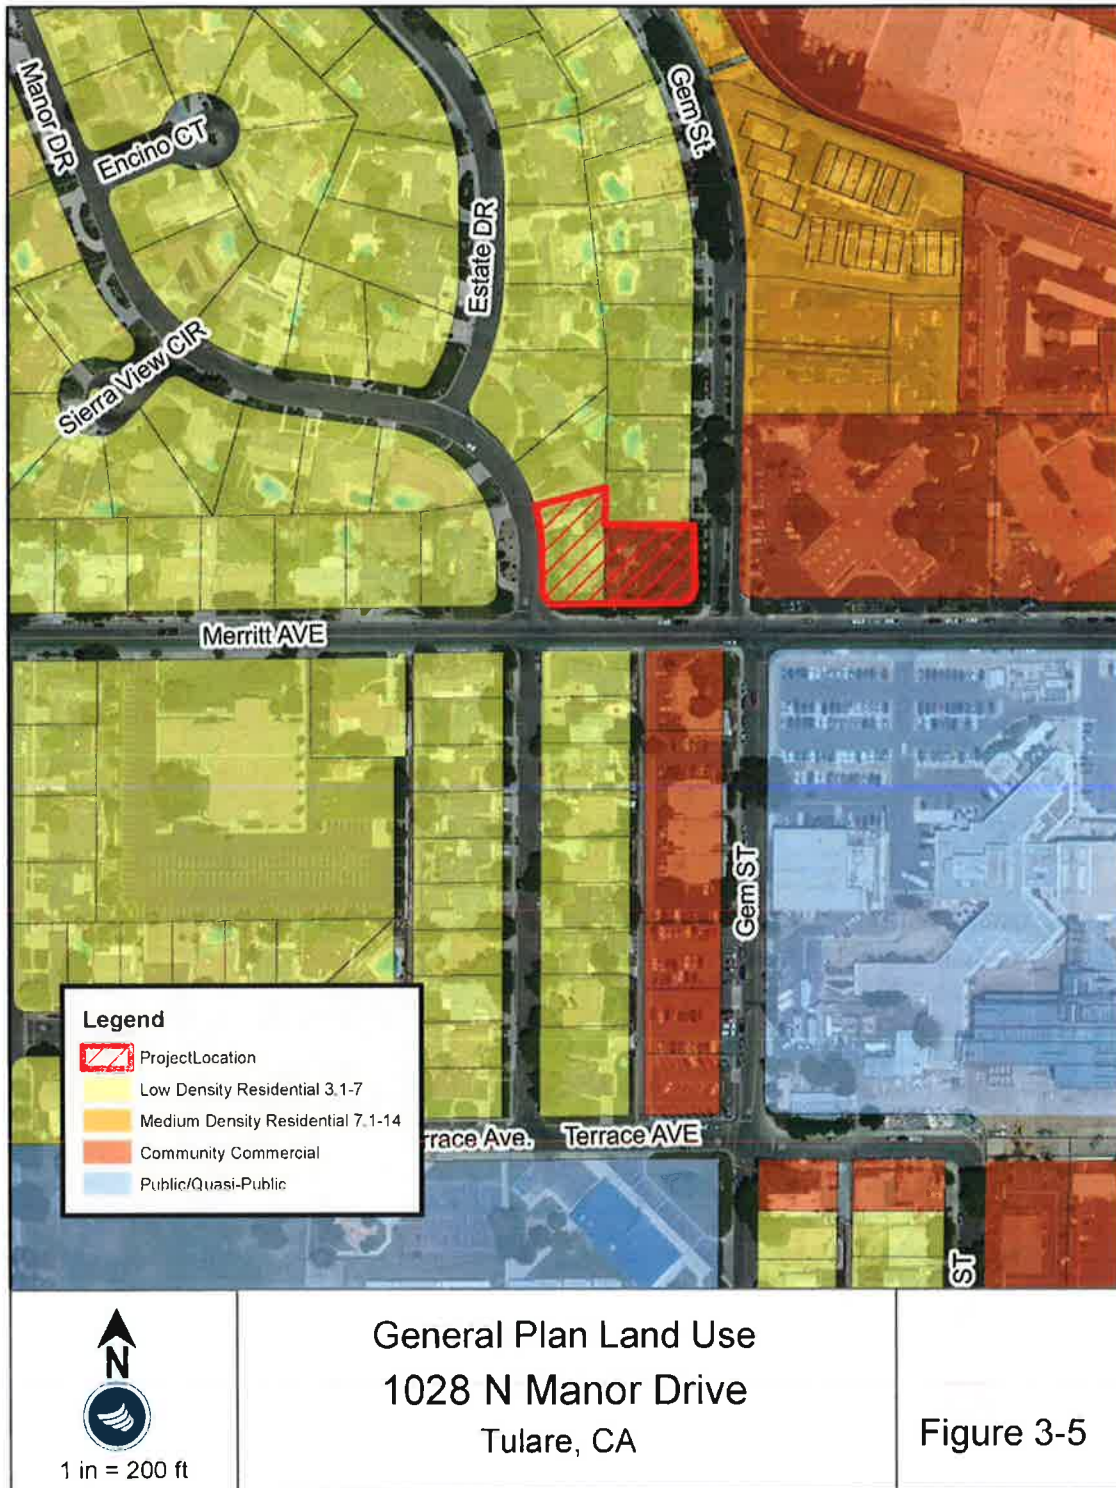 Manor DR
Encino CT
Gem St.
Estate DR
Sierra View CIR
Merritt AVE
Gem ST
Legend
ProjectLocation
Low Density Residential 3.1-7
Medium Density Residential 7.1-14
Community Commercial
Public/Quasi-Public
rrace Ave.
Terrace AVE
ST
N
1 in = 200 ft
General Plan Land Use
1028 N Manor Drive
Tulare, CA
Figure 3-5